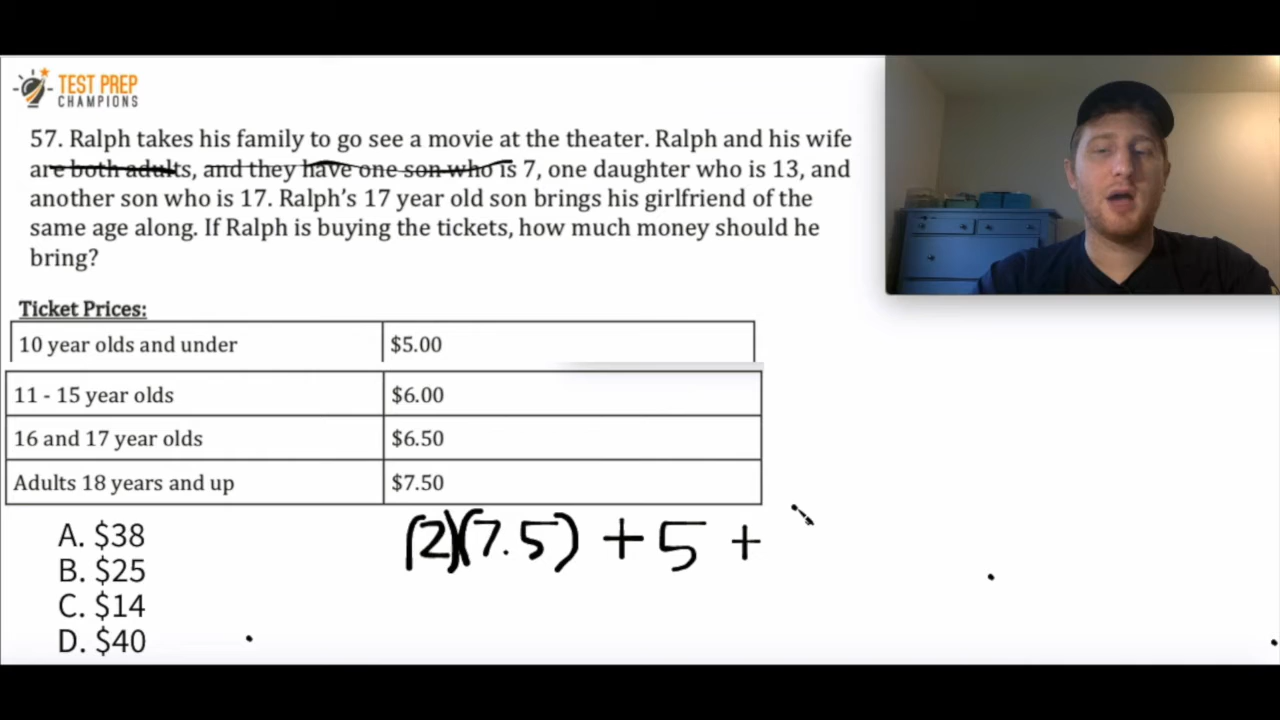 TEST PREP
CHAMPIONS
57. Ralph takes his family to go see a movie at the theater. Ralph and his wife
are both adults, and they have one son who is 7, one daughter who is 13, and
another son who is 17. Ralph's 17 year old son brings his girlfriend of the
same age along. If Ralph is buying the tickets, how much money should he
bring?
Ticket Prices:
10 year olds and under $5.00
11 - 15 year olds $6.00
16 and 17 year olds $6.50
Adults 18 years and up $7.50
A. $38
B. $25
C. $14
D. $40
(2)(7.5) + 5 +